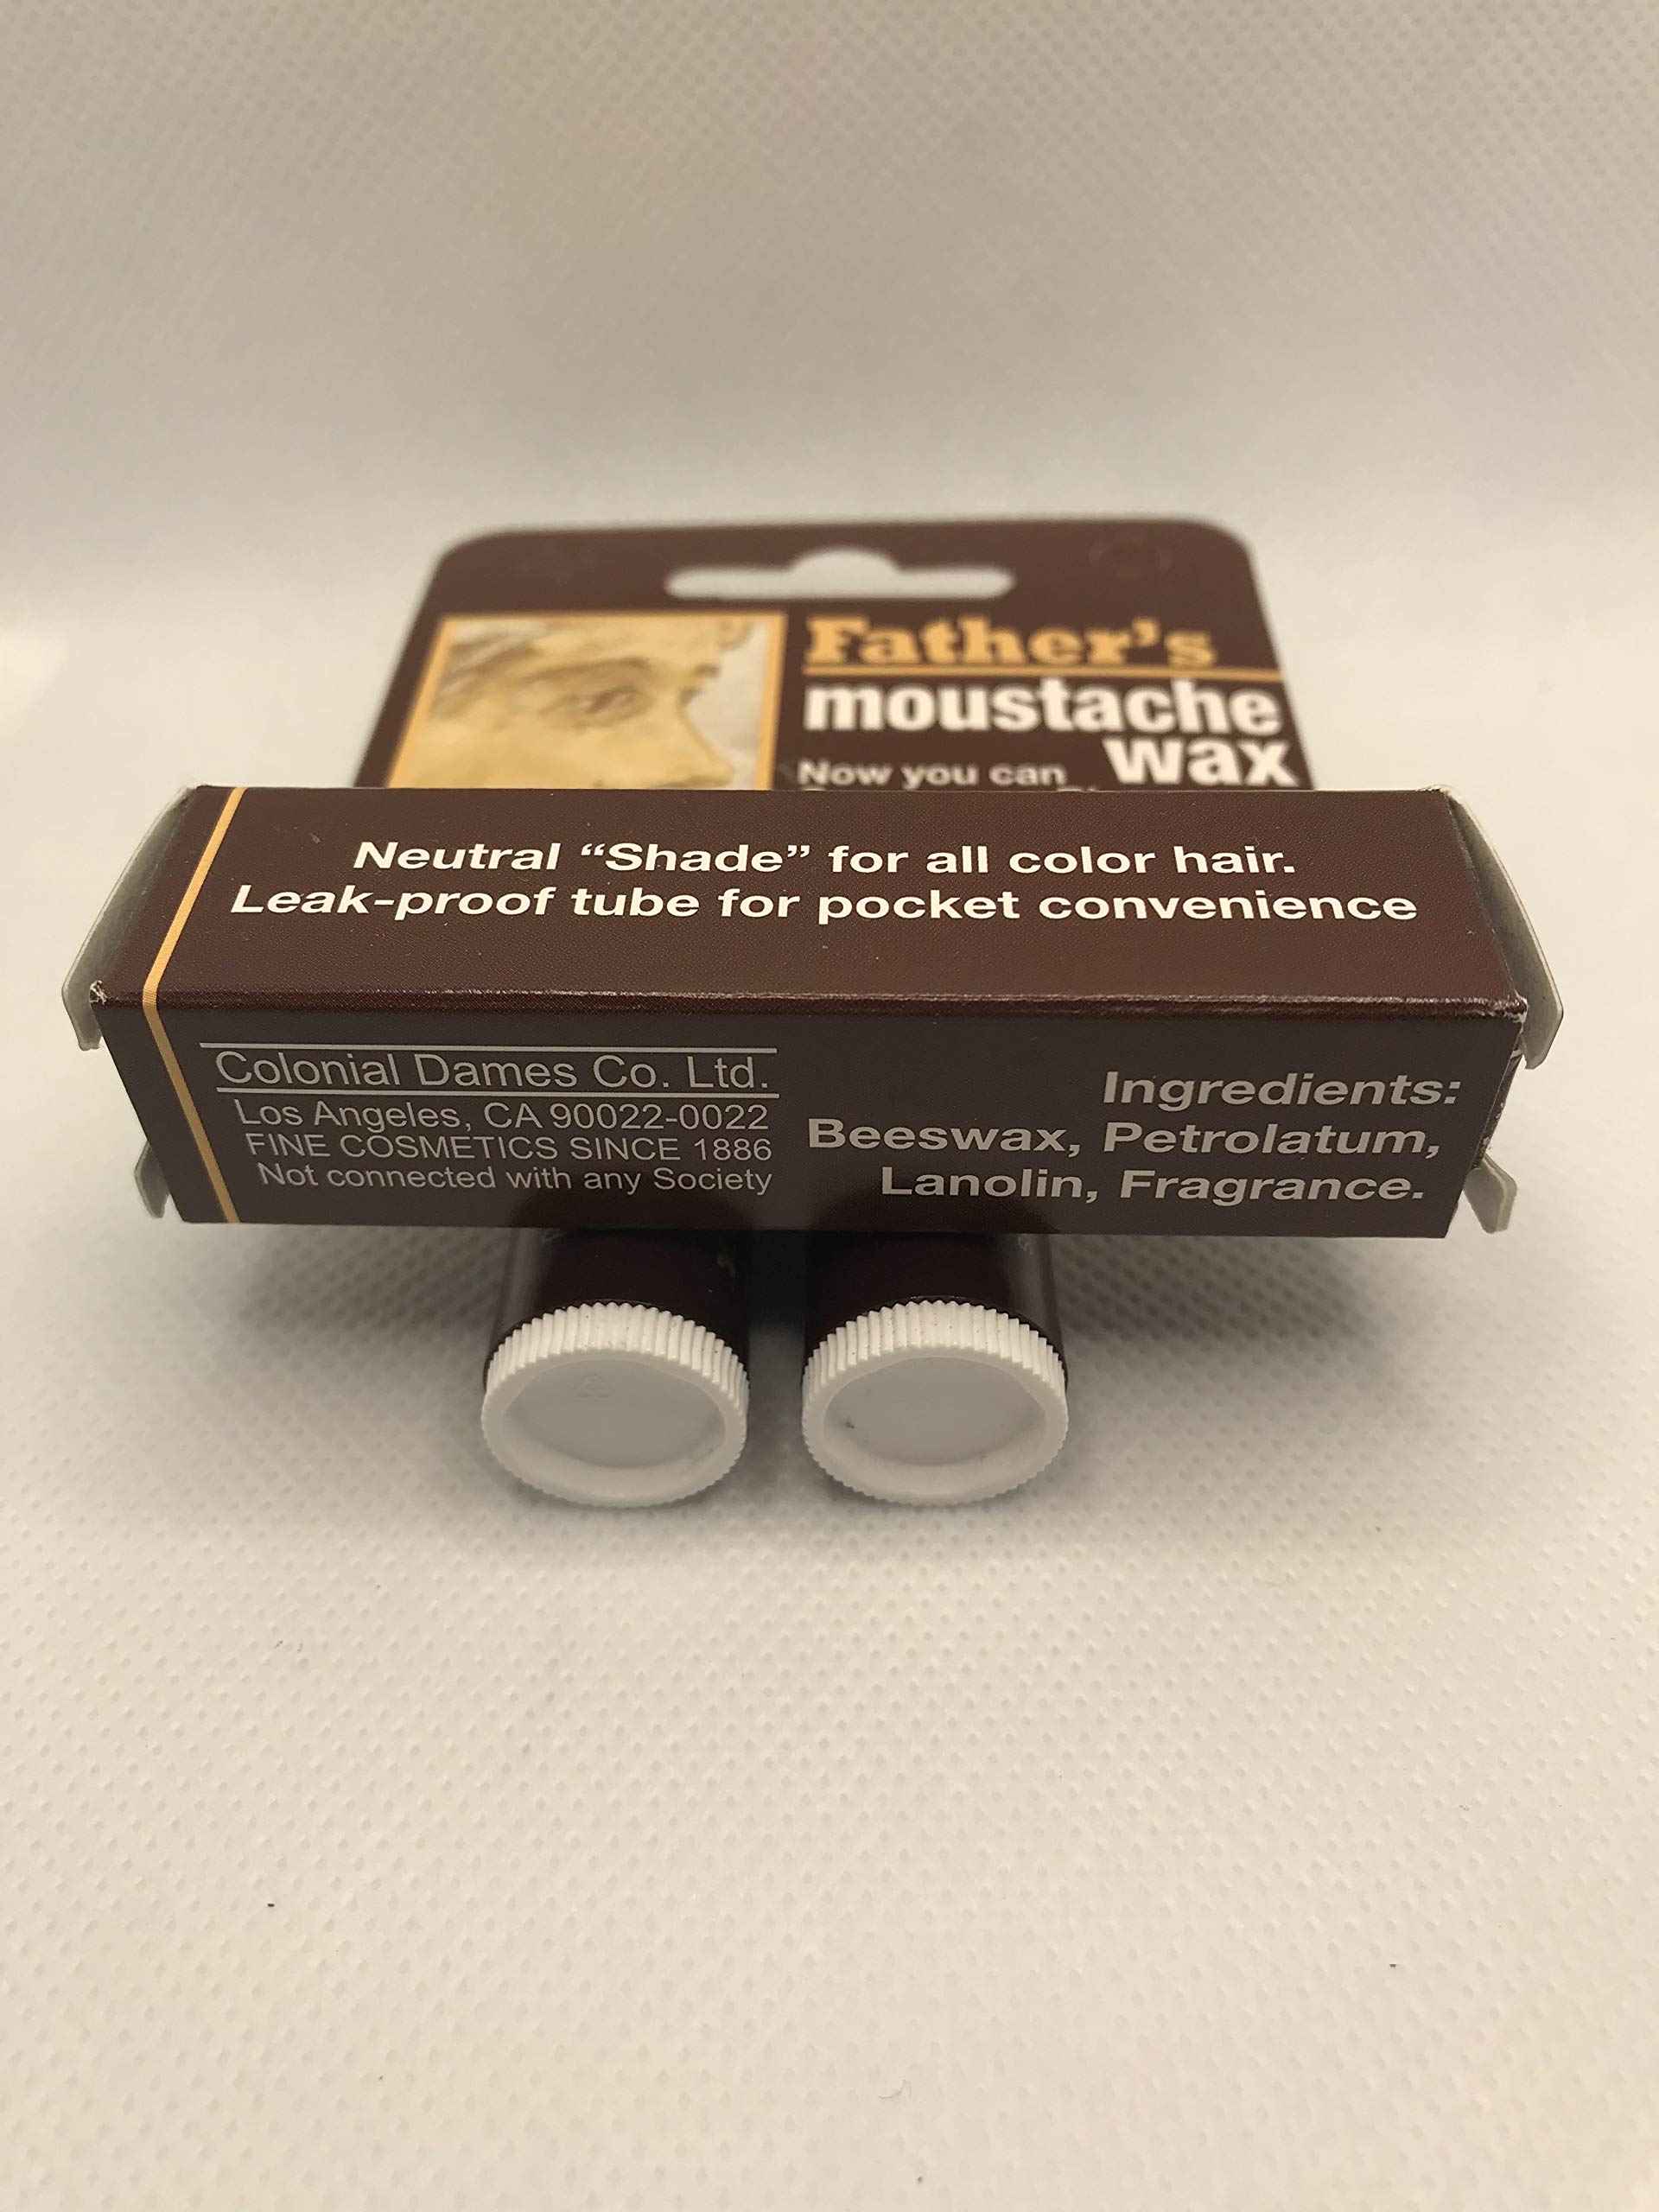 Father's
moustache
wax
Now you can
Neutral “Shade” for all color hair.
Leak-proof tube for pocket convenience
Colonial Dames Co. Ltd.
Los Angeles, CA 90022-0022
FINE COSMETICS SINCE 1886
Not connected with any Society
Ingredients:
Beeswax, Petrolatum,
Lanolin, Fragrance.